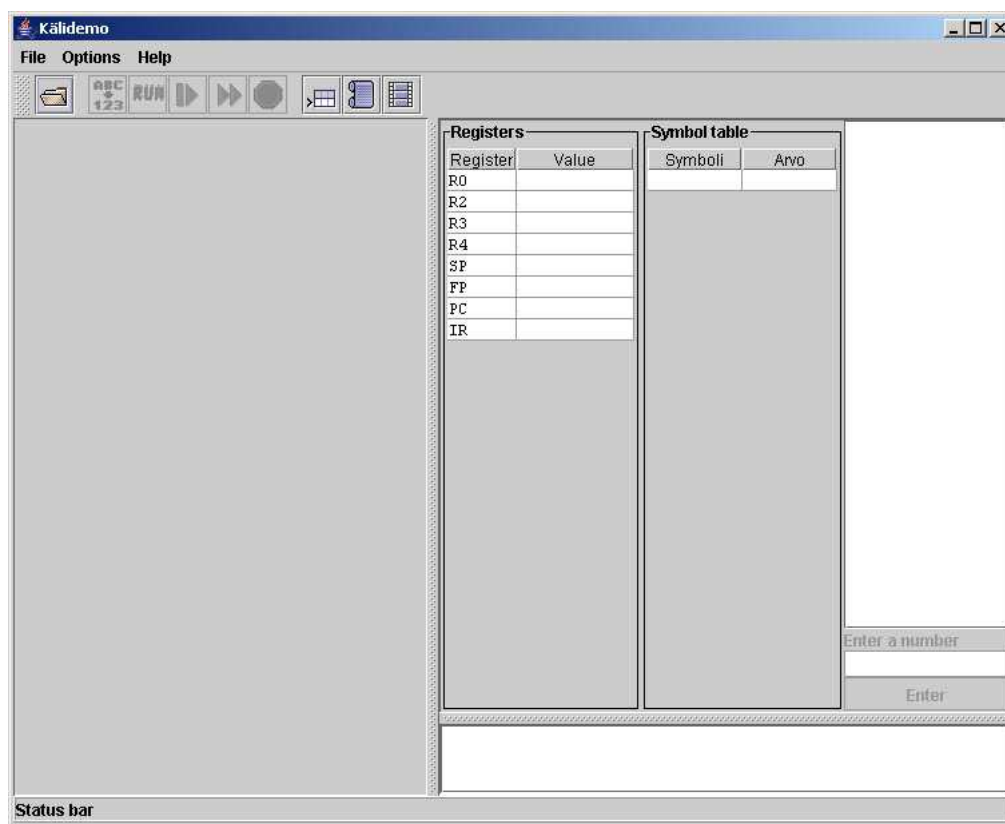 Kälidemo
File Options Help
ABC
123
RUN
Registers
Register Value
R0
R2
R3
R4
SP
FP
PC
IR
Symbol table
Symboli Arvo
Enter a number
Enter
Status bar